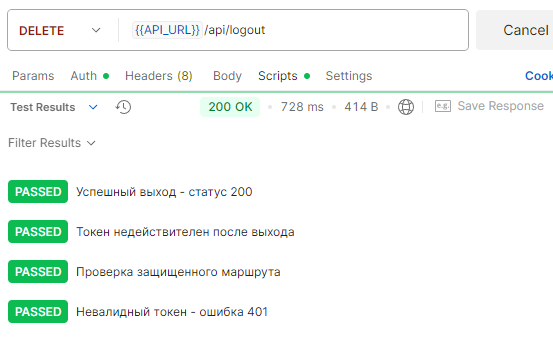 DELETE {{API_URL}} /api/logout Cancel
Params Auth Headers (8) Body Scripts Settings Cook
Test Results 200 OK 728 ms 414 B e.g. Save Response
Filter Results
PASSED Успешный выход - статус 200
PASSED Токен недействителен после выхода
PASSED Проверка защищенного маршрута
PASSED Невалидный токен - ошибка 401